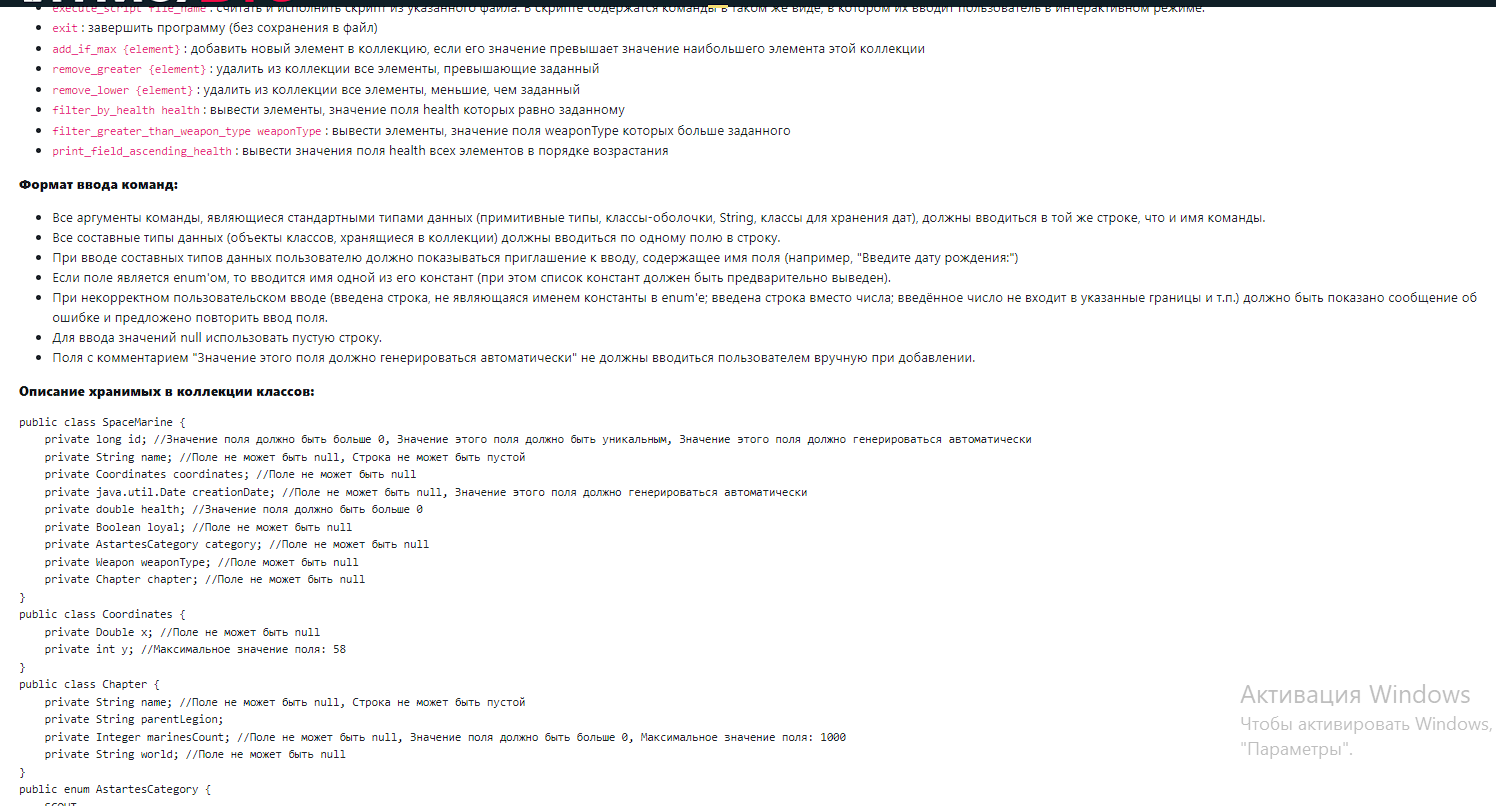 execute_script file_name : считать и исполнить скрипт из указанного файла. В скрипте содержатся команды в таком же виде, в котором их вводит пользователь в интерактивном режиме.
exit : завершить программу (без сохранения в файл)
add_if_max {element} : добавить новый элемент в коллекцию, если его значение превышает значение наибольшего элемента этой коллекции
remove_greater {element} : удалить из коллекции все элементы, превышающие заданный
remove_lower {element} : удалить из коллекции все элементы, меньшие, чем заданный
filter_by_health health : вывести элементы, значение поля health которых равно заданному
filter_greater_than_weapon_type weaponType : вывести элементы, значение поля weaponType которых больше заданного
print_field_ascending_health : вывести значения поля health всех элементов в порядке возрастания
Формат ввода команд:
Все аргументы команды, являющиеся стандартными типами данных (примитивные типы, классы-оболочки, String, классы для хранения дат), должны вводиться в той же строке, что и имя команды.
Все составные типы данных (объекты классов, хранящиеся в коллекции) должны вводиться по одному полю в строку.
При вводе составных типов данных пользователю должно показываться приглашение к вводу, содержащее имя поля (например, "Введите дату рождения:")
Если поле является enum'ом, то вводится имя одной из его констант (при этом список констант должен быть предварительно выведен).
При некорректном пользовательском вводе (введена строка, не являющаяся именем константы в enum'е; введена строка вместо числа; введённое число не входит в указанные границы и т.п.) должно быть показано сообщение об
ошибке и предложено повторить ввод поля.
Для ввода значений null использовать пустую строку.
Поля с комментарием "Значение этого поля должно генерироваться автоматически" не должны вводиться пользователем вручную при добавлении.
Описание хранимых в коллекции классов:
public class SpaceMarine {
    private long id; //Значение поля должно быть больше 0, Значение этого поля должно быть уникальным, Значение этого поля должно генерироваться автоматически
    private String name; //Поле не может быть null, Строка не может быть пустой
    private Coordinates coordinates; //Поле не может быть null
    private java.util.Date creationDate; //Поле не может быть null, Значение этого поля должно генерироваться автоматически
    private double health; //Значение поля должно быть больше 0
    private Boolean loyal; //Поле не может быть null
    private AstartesCategory category; //Поле не может быть null
    private Weapon weaponType; //Поле может быть null
    private Chapter chapter; //Поле не может быть null
}
public class Coordinates {
    private Double x; //Поле не может быть null
    private int y; //Максимальное значение поля: 58
}
public class Chapter {
    private String name; //Поле не может быть null, Строка не может быть пустой
    private String parentLegion;
    private Integer marinesCount; //Поле не может быть null, Значение поля должно быть больше 0, Максимальное значение поля: 1000
    private String world; //Поле не может быть null
}
public enum AstartesCategory {
    SCOUT,
Активация Windows
Чтобы активировать Windows,
"Параметры".